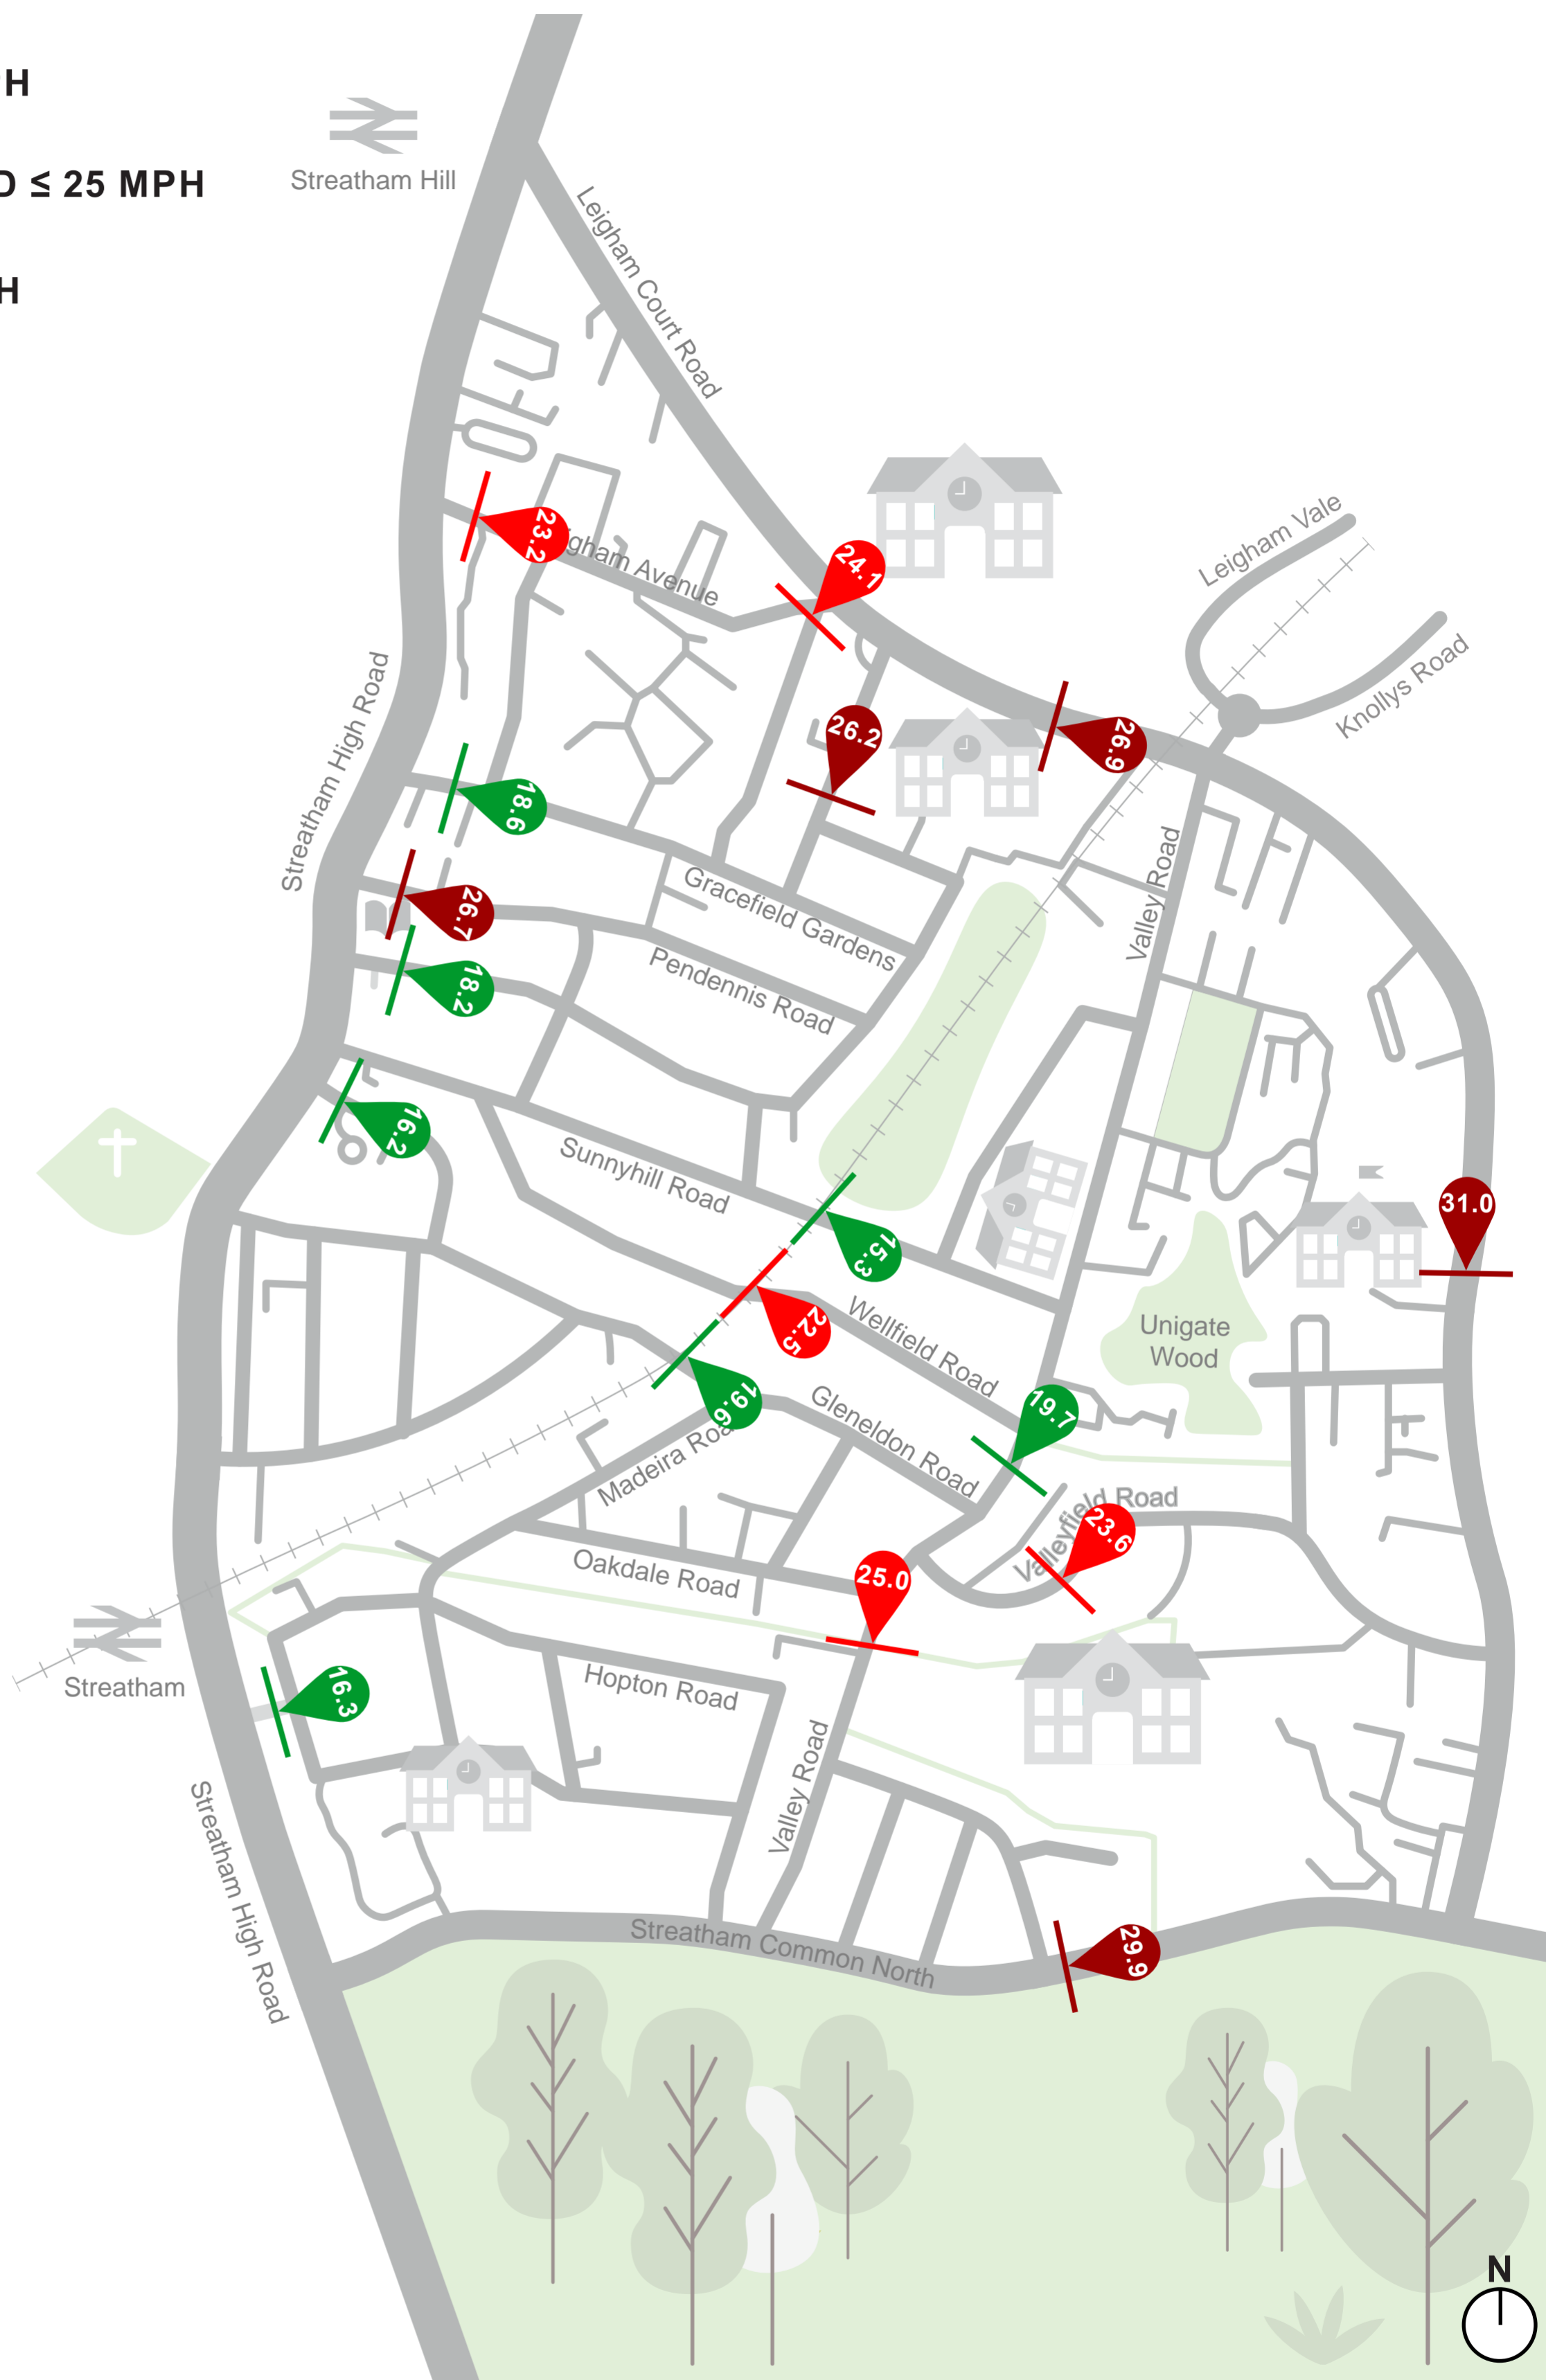 H
Streatham Hill
D ≤ 25 MPH
H
Leigham Court Road
23.2
gham Avenue
24.1
Leigham Vale
Knollys Road
Streatham High Road
26.2
26.9
18.6
Valley Road
Gracefield Gardens
26.7
Pendennis Road
18.2
16.2
Sunnyhill Road
15.3
31.0
22.5
Wellfield Road
Unigate
Wood
19.6
Gleneldon Road
19.7
Madeira Roa
Valleyfield Road
23.6
Oakdale Road
25.0
Streatham
16.3
Hopton Road
Valley Road
Streatham High Road
Streatham Common North
29.9
N